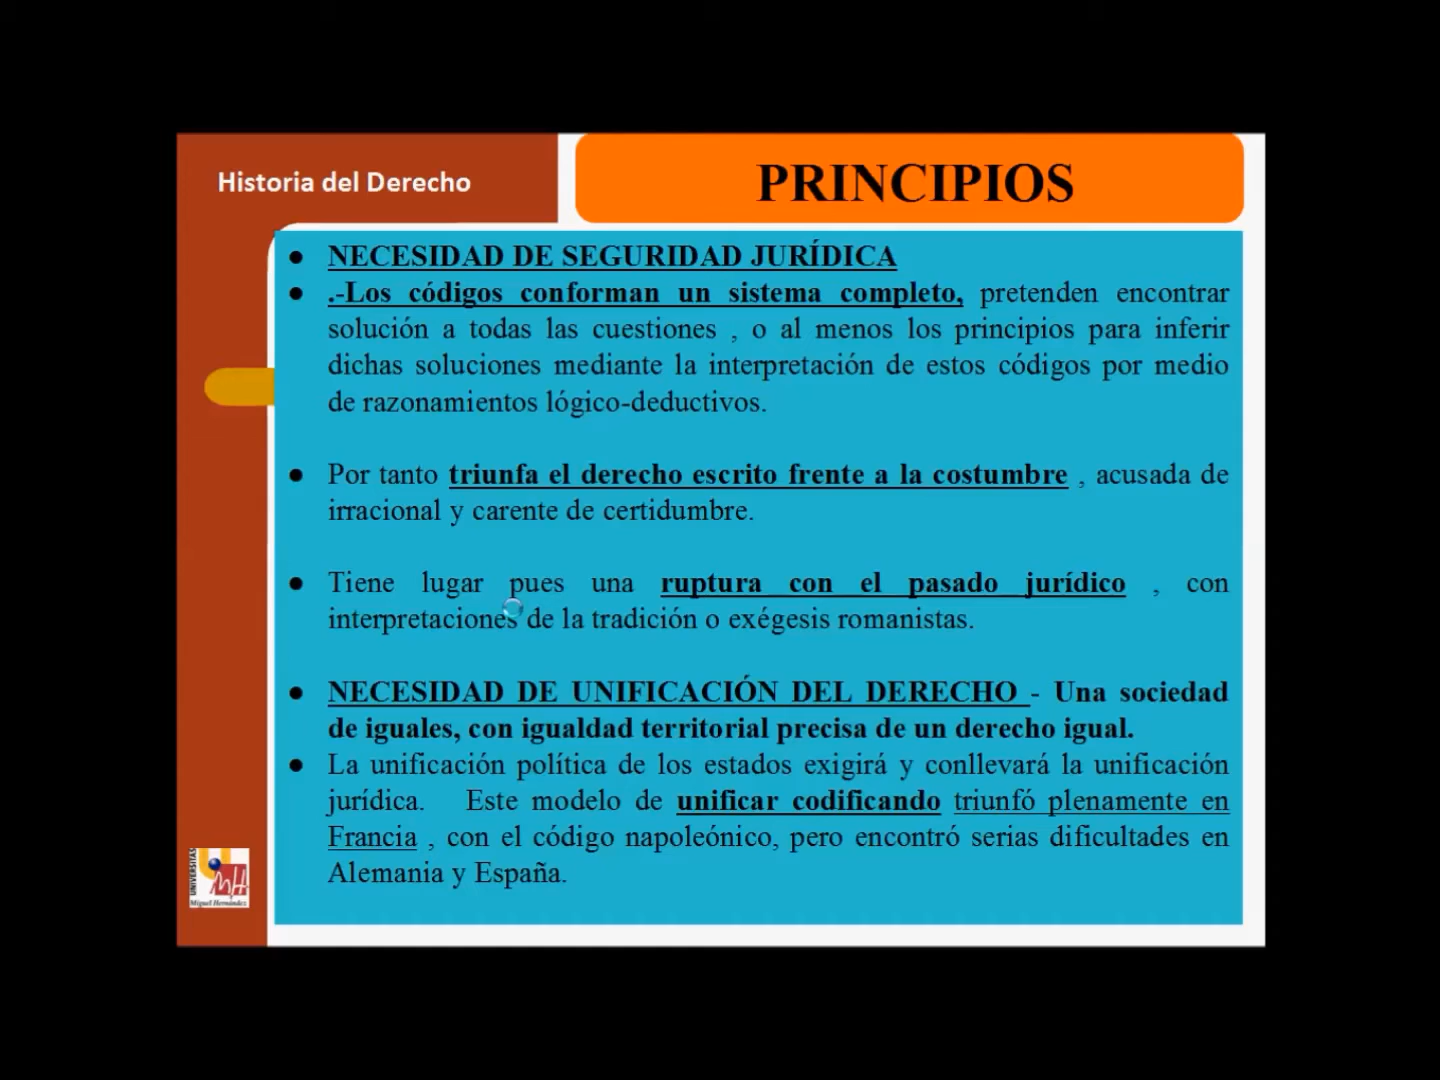 Historia del Derecho
PRINCIPIOS
● NECESIDAD DE SEGURIDAD JURÍDICA
● .-Los códigos conforman un sistema completo, pretenden encontrar
solución a todas las cuestiones , o al menos los principios para inferir
dichas soluciones mediante la interpretación de estos códigos por medio
de razonamientos lógico-deductivos.
● Por tanto triunfa el derecho escrito frente a la costumbre , acusada de
irracional y carente de certidumbre.
● Tiene lugar pues una ruptura con el pasado jurídico , con
interpretaciones de la tradición o exégesis romanistas.
● NECESIDAD DE UNIFICACIÓN DEL DERECHO - Una sociedad
de iguales, con igualdad territorial precisa de un derecho igual.
● La unificación política de los estados exigirá y conllevará la unificación
jurídica. Este modelo de unificar codificando triunfó plenamente en
Francia , con el código napoleónico, pero encontró serias dificultades en
Alemania y España.
UNIVERSITAS
Miguel Hernández